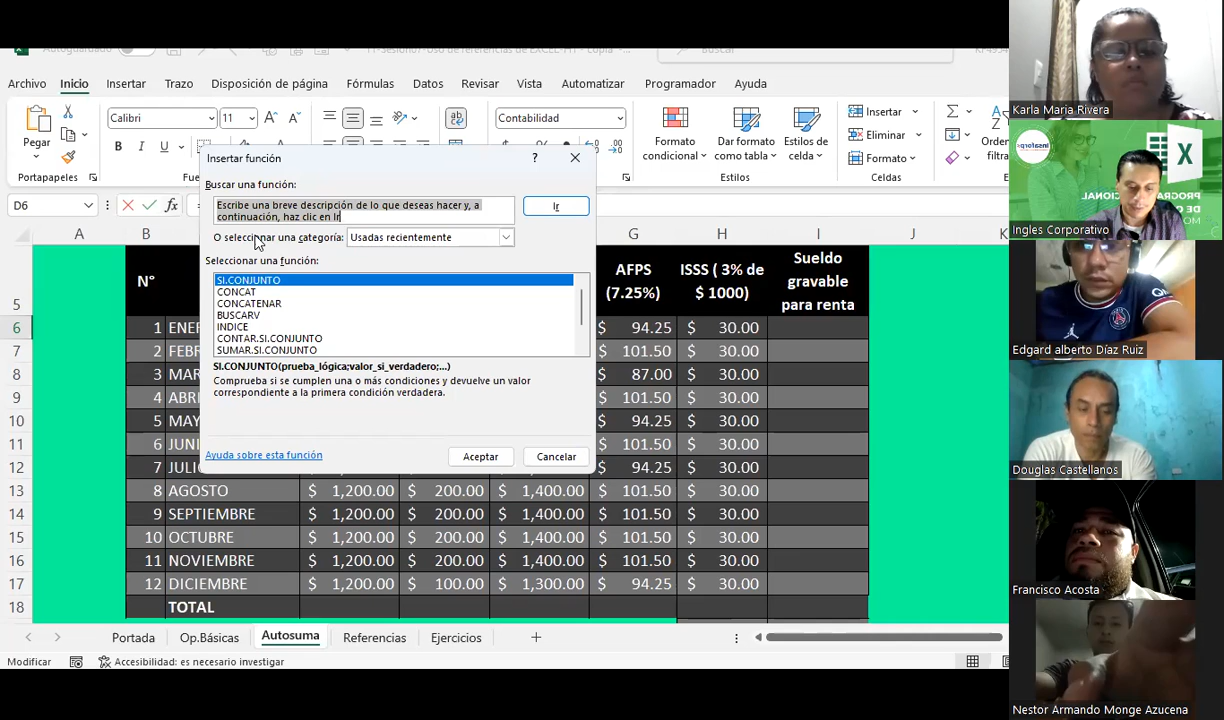 Autoguardado
Buscar
Archivo Inicio Insertar Trazo Disposición de página Fórmulas Datos Revisar Vista Automatizar Programador Ayuda
Pegar
Calibri 11
Contabilidad
Formato condicional
Dar formato como tabla
Estilos de celda
Insertar
Eliminar
Formato
Portapapeles
Estilos
Celdas
D6
Insertar función
?
Buscar una función:
Escribe una breve descripción de lo que deseas hacer y, a
continuación, haz clic en Ir
Ir
O seleccionar una categoría: Usadas recientemente
Seleccionar una función:
SI.CONJUNTO
CONCAT
CONCATENAR
BUSCARV
INDICE
CONTAR.SI.CONJUNTO
SUMAR.SI.CONJUNTO
SI.CONJUNTO(prueba_lógica;valor_si_verdadero;...)
Comprueba si se cumplen una o más condiciones y devuelve un valor
correspondiente a la primera condición verdadera.
Ayuda sobre esta función
Aceptar
Cancelar
A B G H I J K
5 N° AFPS (7.25%) ISSS ( 3% de $ 1000) Sueldo gravable para renta
6 1 ENE $ 94.25 $ 30.00
7 2 FEBR $ 101.50 $ 30.00
8 3 MAR $ 87.00 $ 30.00
9 4 ABRI $ 101.50 $ 30.00
10 5 MAY $ 94.25 $ 30.00
11 6 JUNI $ 101.50 $ 30.00
12 7 JULIO $ 94.25 $ 30.00
13 8 AGOSTO $ 1,200.00 $ 200.00 $ 1,400.00 $ 101.50 $ 30.00
14 9 SEPTIEMBRE $ 1,200.00 $ 200.00 $ 1,400.00 $ 101.50 $ 30.00
15 10 OCTUBRE $ 1,200.00 $ 200.00 $ 1,400.00 $ 101.50 $ 30.00
16 11 NOVIEMBRE $ 1,200.00 $ 200.00 $ 1,400.00 $ 101.50 $ 30.00
17 12 DICIEMBRE $ 1,200.00 $ 100.00 $ 1,300.00 $ 94.25 $ 30.00
18 TOTAL
Portada Op.Básicas Autosuma Referencias Ejercicios
Modificar
Accesibilidad: es necesario investigar
Karla Maria Rivera
Ingles Corporativo
Edgard alberto Díaz Ruiz
Douglas Castellanos
Francisco Acosta
Nestor Armando Monge Azucena